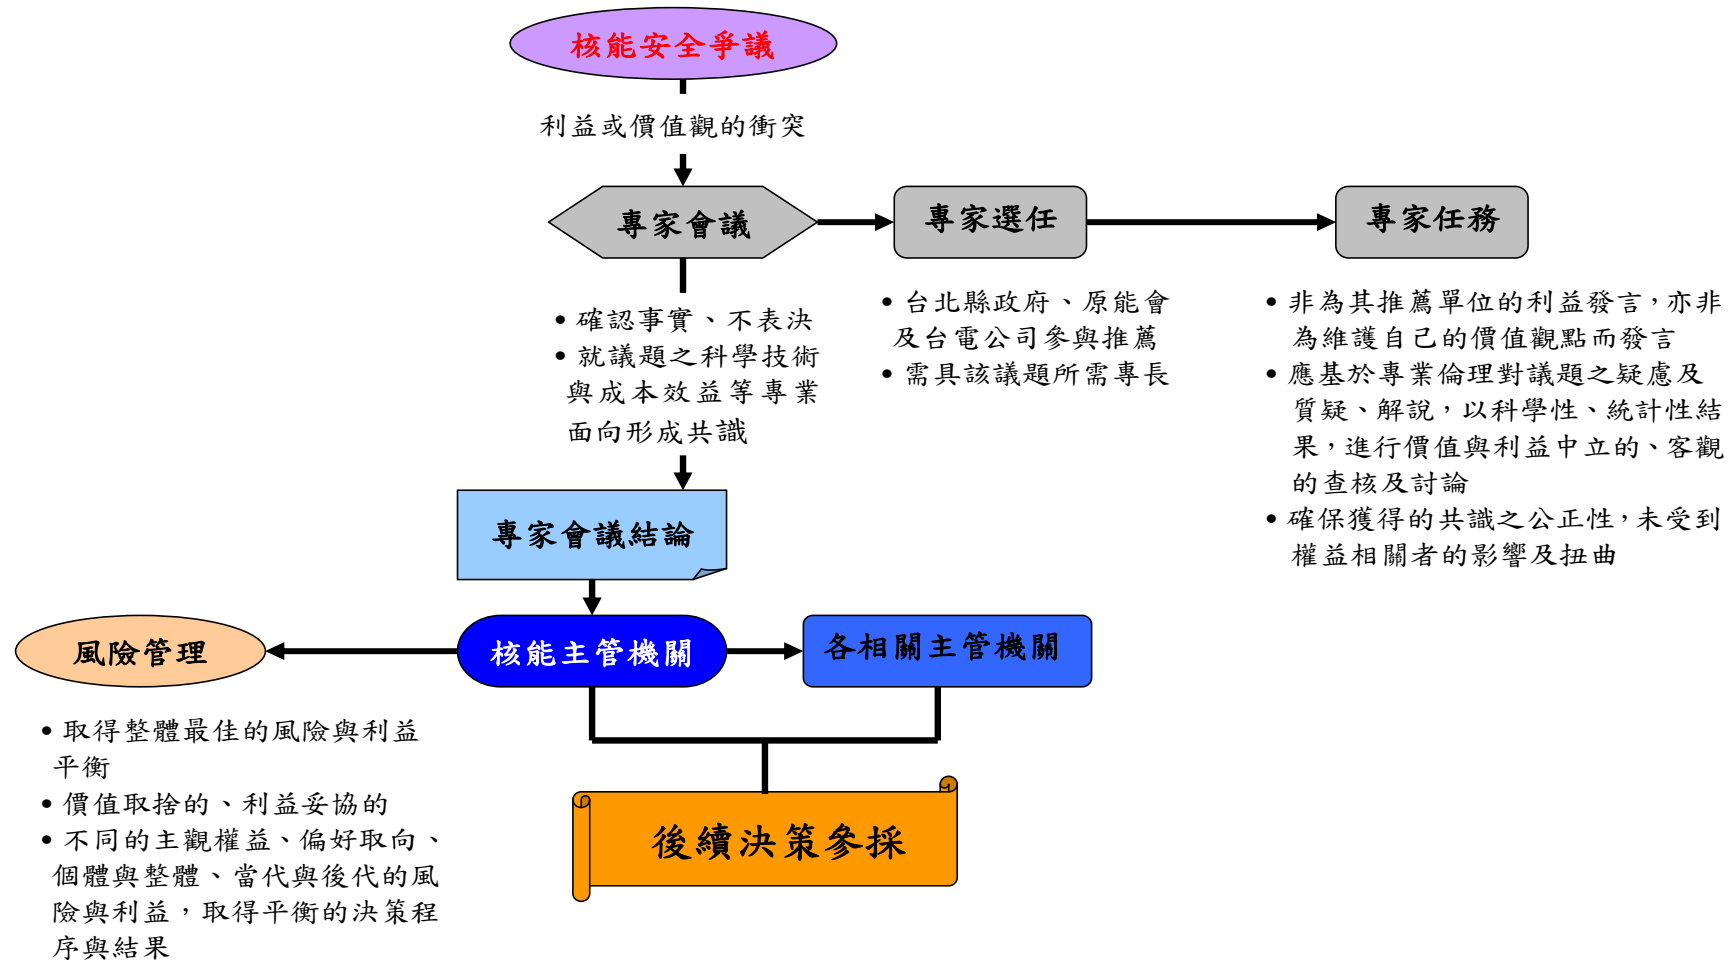 核能安全爭議
利益或價值觀的衝突
專家會議
專家選任
專家任務
• 確認事實、不表決
• 就議題之科學技術
與成本效益等專業
面向形成共識
• 台北縣政府、原能會
及台電公司參與推薦
• 需具該議題所需專長
• 非為其推薦單位的利益發言，亦非
為維護自己的價值觀點而發言
• 應基於專業倫理對議題之疑慮及
質疑、解說，以科學性、統計性結
果，進行價值與利益中立的、客觀
的查核及討論
• 確保獲得的共識之公正性，未受到
權益相關者的影響及扭曲
專家會議結論
風險管理
核能主管機關
各相關主管機關
• 取得整體最佳的風險與利益
平衡
• 價值取捨的、利益妥協的
• 不同的主觀權益、偏好取向、
個體與整體、當代與後代的風
險與利益，取得平衡的決策程
序與結果
後續決策參採